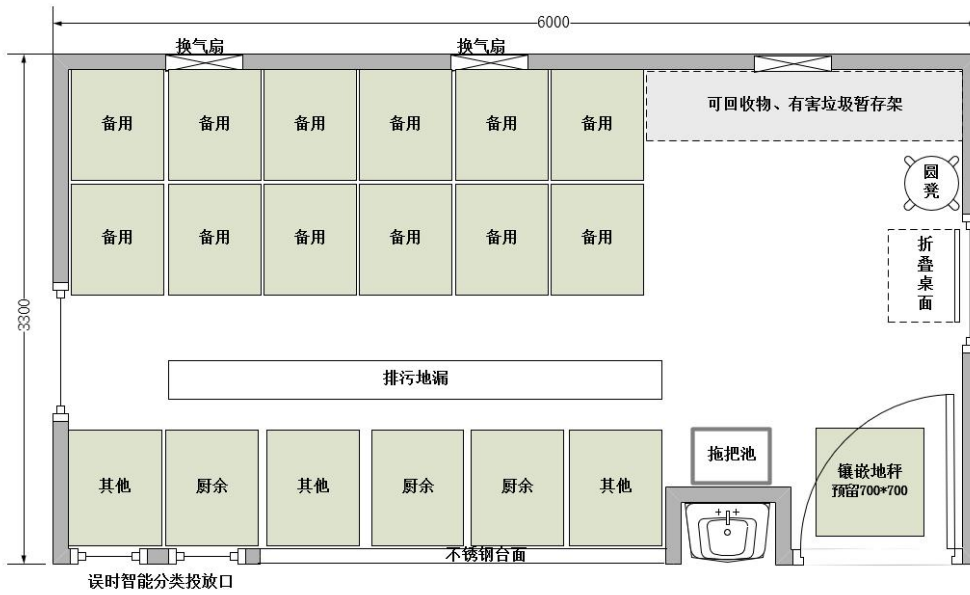 6000
换气扇
换气扇
备用
备用
备用
备用
备用
备用
可回收物、有害垃圾暂存架
圆凳
备用
备用
备用
备用
备用
备用
折叠桌面
3300
排污地漏
其他
厨余
其他
厨余
厨余
其他
拖把池
镶嵌地秤
预留700*700
不锈钢台面
误时智能分类投放口